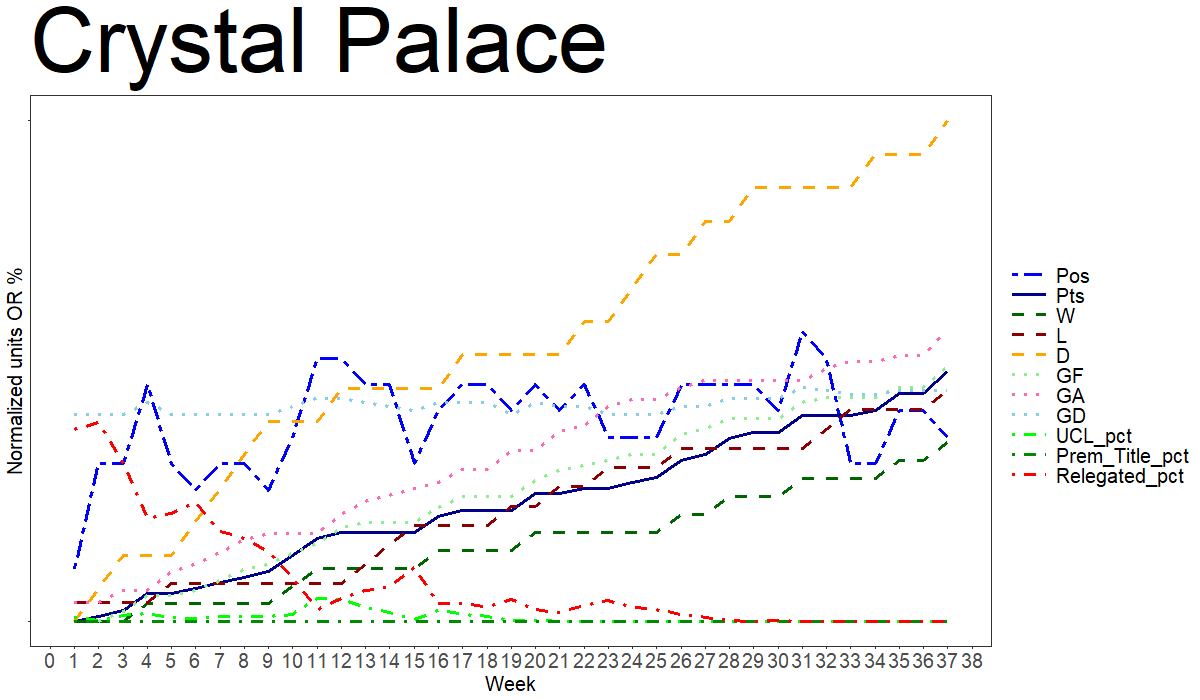 Crystal Palace
Normalized units OR %
0 1 2 3 4 5 6 7 8 9 10 11 12 13 14 15 16 17 18 19 20 21 22 23 24 25 26 27 28 29 30 31 32 33 34 35 36 37 38
Week
Pos
Pts
W
L
D
GF
GA
GD
UCL_pct
Prem_Title_pct
Relegated_pct